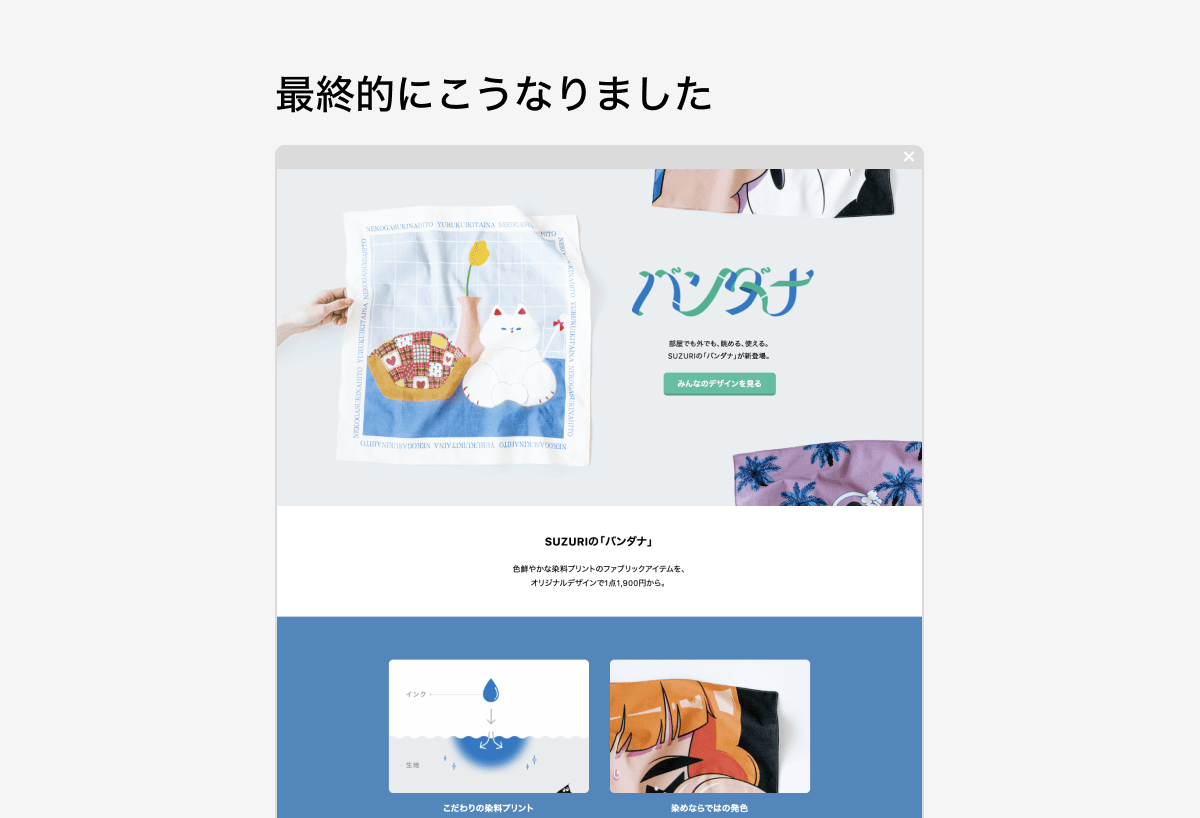 最終的にこうなりました
NEKOGASUKINAHITO YURUKUIKITAINA
バンダナ
部屋でも外でも、眺める、使える。
SUZURIの「バンダナ」が新登場。
みんなのデザインを見る
SUZURIの「バンダナ」
色鮮やかな染料プリントのファブリックアイテムを、
オリジナルデザインで1点1,900円から。
インク
生地
こだわりの染料プリント
染めならではの発色